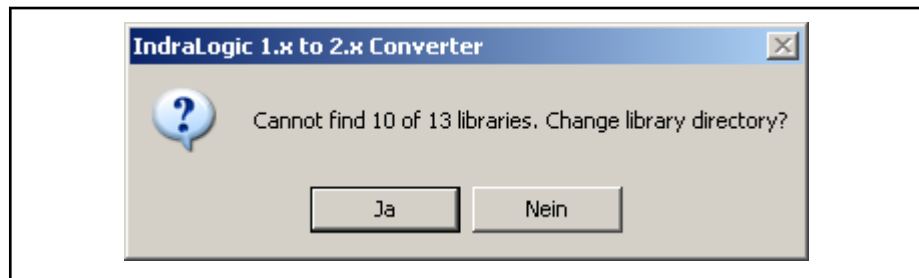 IndraLogic 1.x to 2.x Converter
Cannot find 10 of 13 libraries. Change library directory?
Ja
Nein